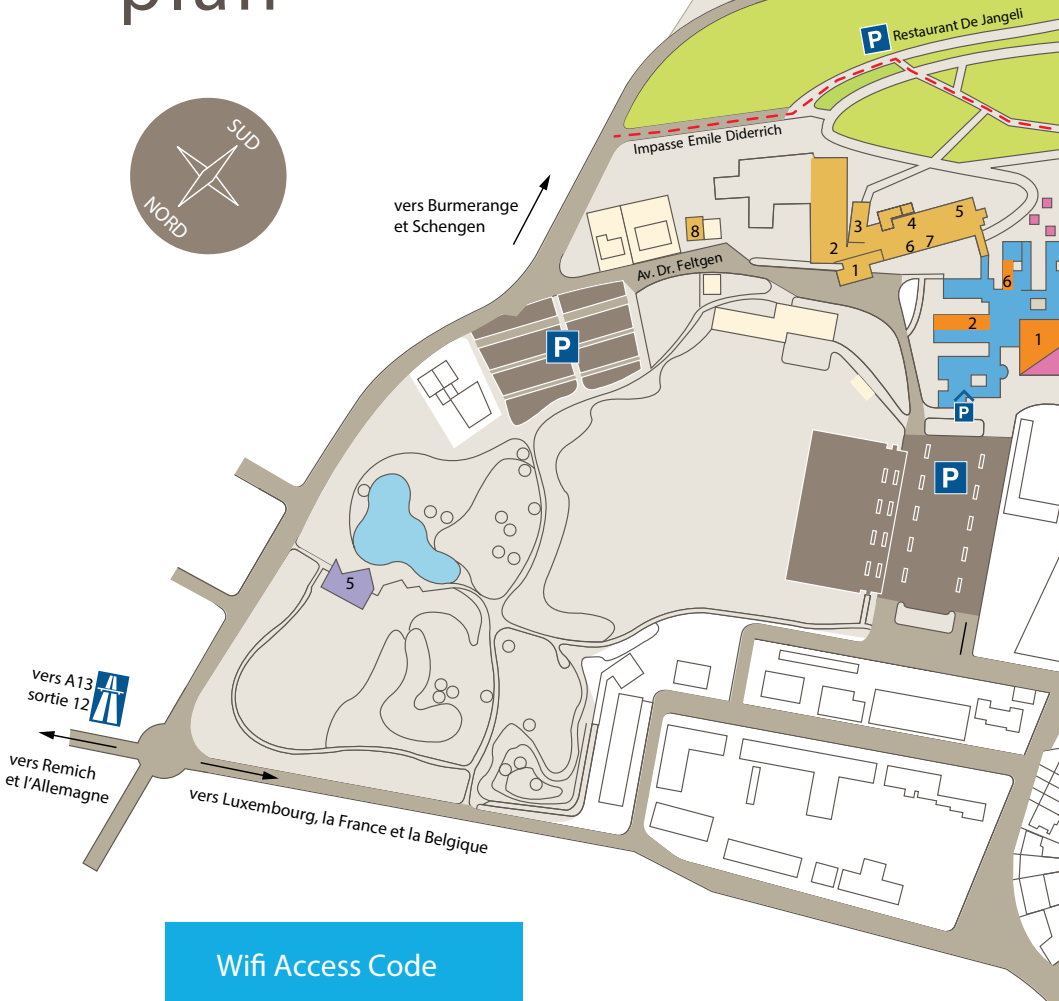 plan
P Restaurant De Jangeli
SUD
NORD
Impasse Emile Diderrich
vers Burmerange
et Schengen
8
2
3
4
5
6
7
1
Av. Dr. Feltgen
6
2
1
P
P
P
5
vers A13
sortie 12
vers Remich
et l'Allemagne
vers Luxembourg, la France et la Belgique
Wifi Access Code